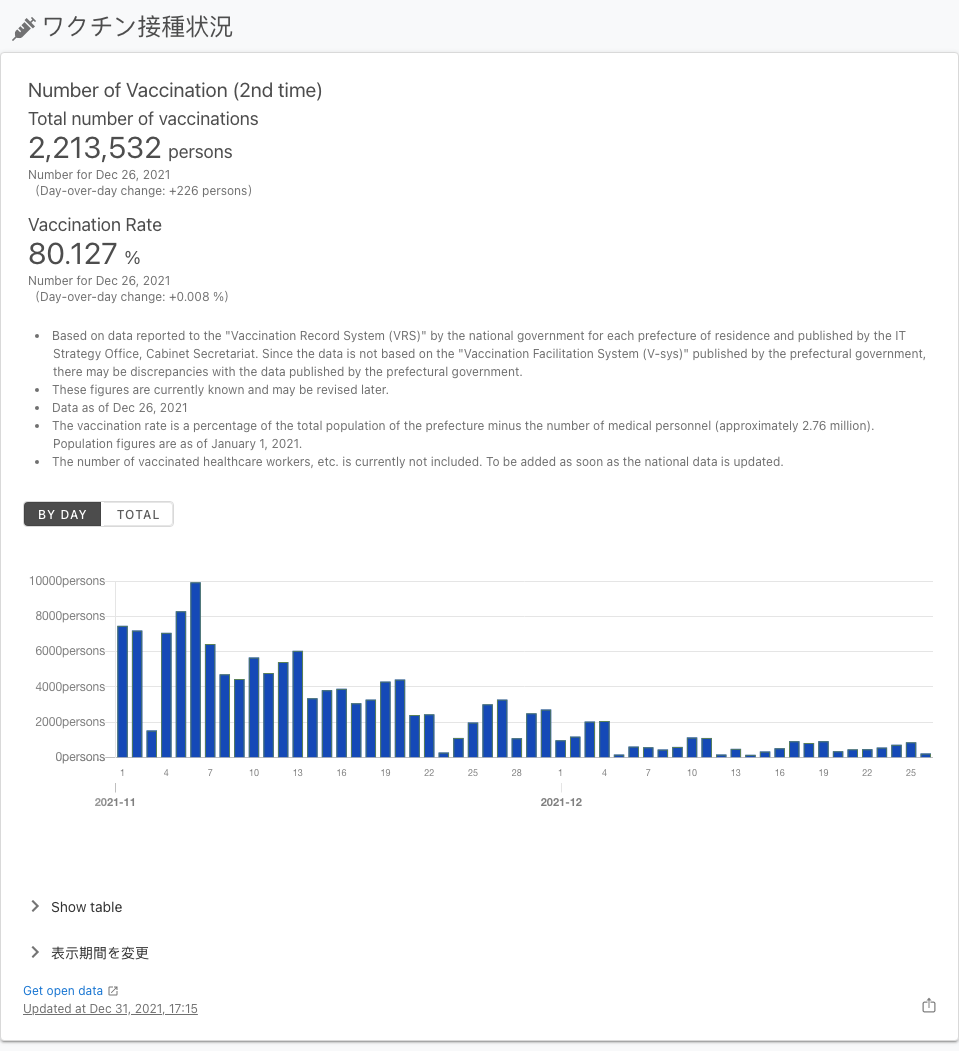 ワクチン接種状況
Number of Vaccination (2nd time)
Total number of vaccinations
2,213,532 persons
Number for Dec 26, 2021
(Day-over-day change: +226 persons)
Vaccination Rate
80.127 %
Number for Dec 26, 2021
(Day-over-day change: +0.008 %)
• Based on data reported to the "Vaccination Record System (VRS)" by the national government for each prefecture of residence and published by the IT
Strategy Office, Cabinet Secretariat. Since the data is not based on the "Vaccination Facilitation System (V-sys)" published by the prefectural government,
there may be discrepancies with the data published by the prefectural government.
• These figures are currently known and may be revised later.
• Data as of Dec 26, 2021
• The vaccination rate is a percentage of the total population of the prefecture minus the number of medical personnel (approximately 2.76 million).
Population figures are as of January 1, 2021.
• The number of vaccinated healthcare workers, etc. is currently not included. To be added as soon as the national data is updated.
BY DAY TOTAL
10000persons
8000persons
6000persons
4000persons
2000persons
0persons
1 4 7 10 13 16 19 22 25 28 1 4 7 10 13 16 19 22 25
2021-11 2021-12
Show table
表示期間を変更
Get open data
Updated at Dec 31, 2021, 17:15